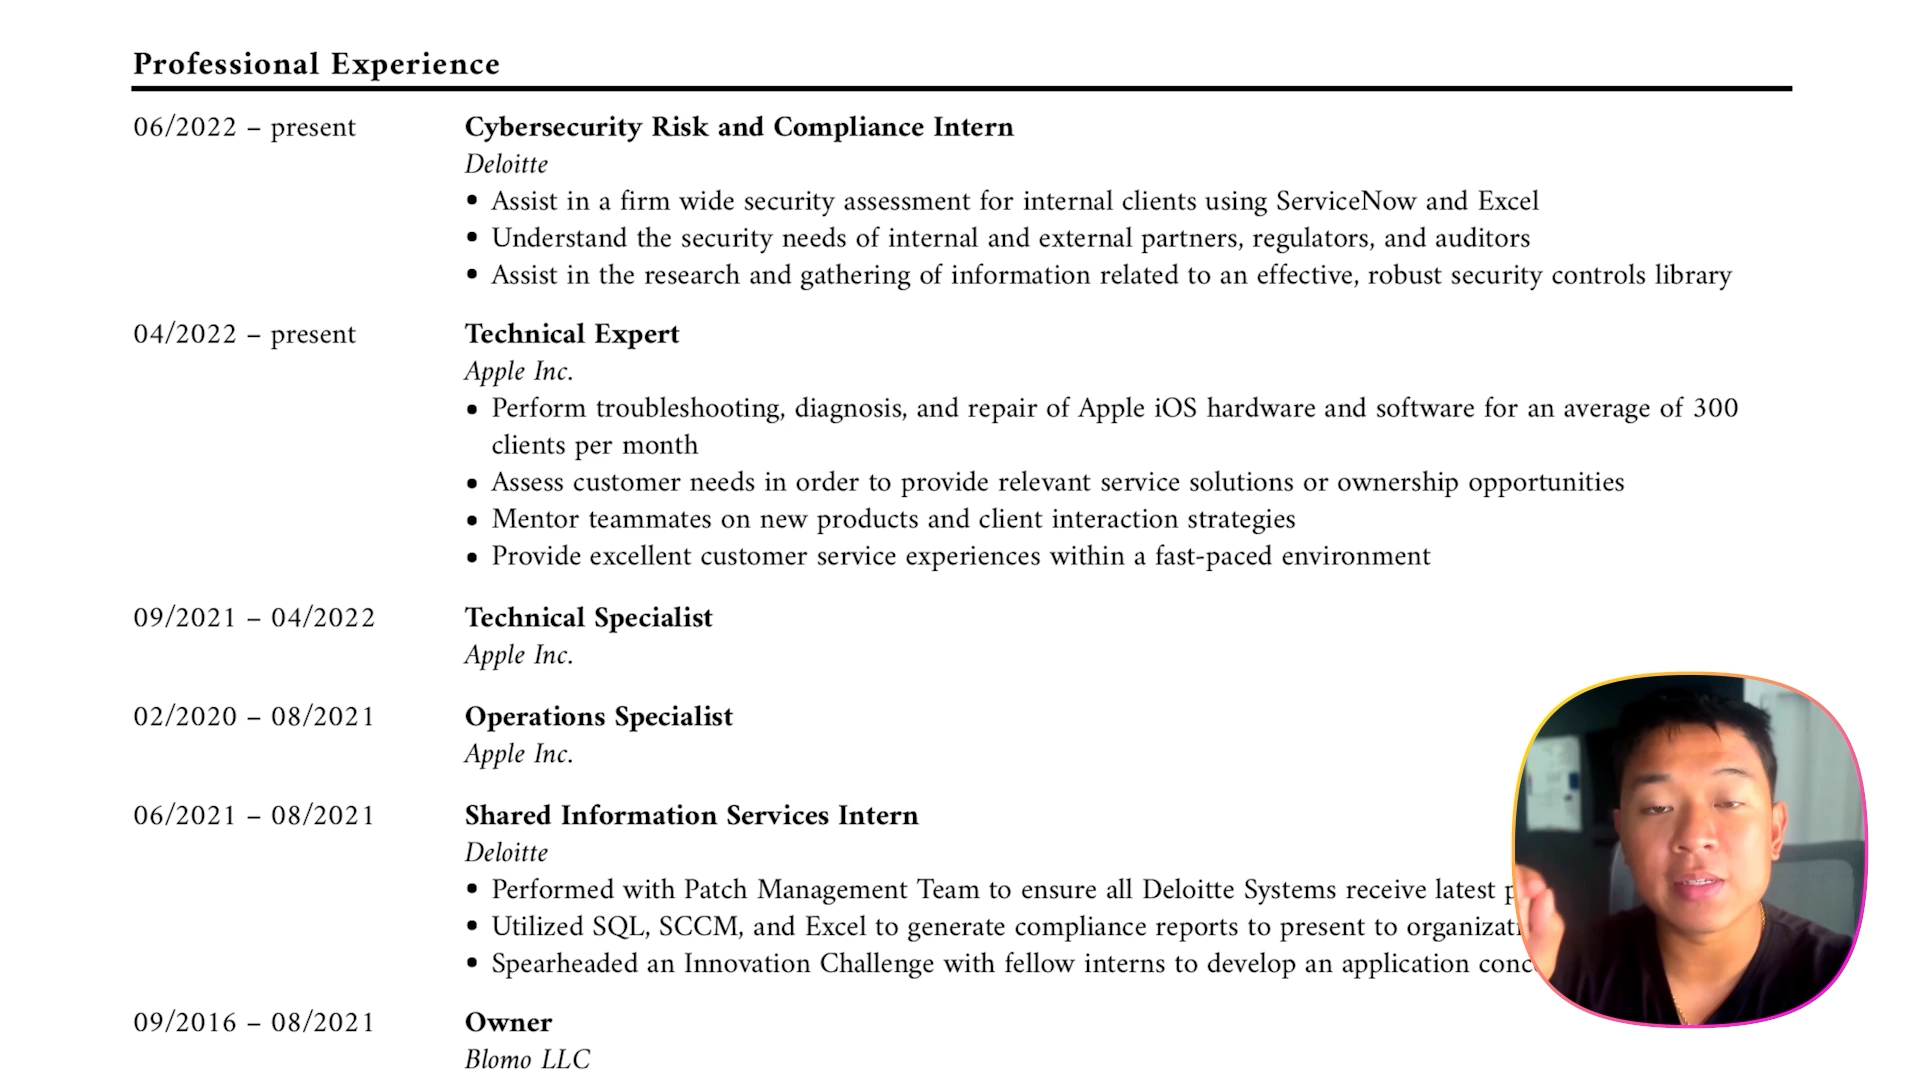 Professional Experience
06/2022 – present
Cybersecurity Risk and Compliance Intern
Deloitte
• Assist in a firm wide security assessment for internal clients using ServiceNow and Excel
• Understand the security needs of internal and external partners, regulators, and auditors
• Assist in the research and gathering of information related to an effective, robust security controls library
04/2022 – present
Technical Expert
Apple Inc.
• Perform troubleshooting, diagnosis, and repair of Apple iOS hardware and software for an average of 300
clients per month
• Assess customer needs in order to provide relevant service solutions or ownership opportunities
• Mentor teammates on new products and client interaction strategies
• Provide excellent customer service experiences within a fast-paced environment
09/2021 – 04/2022
Technical Specialist
Apple Inc.
02/2020 – 08/2021
Operations Specialist
Apple Inc.
06/2021 – 08/2021
Shared Information Services Intern
Deloitte
• Performed with Patch Management Team to ensure all Deloitte Systems receive latest
• Utilized SQL, SCCM, and Excel to generate compliance reports to present to
• Spearheaded an Innovation Challenge with fellow interns to develop an application
09/2016 – 08/2021
Owner
Blomo LLC